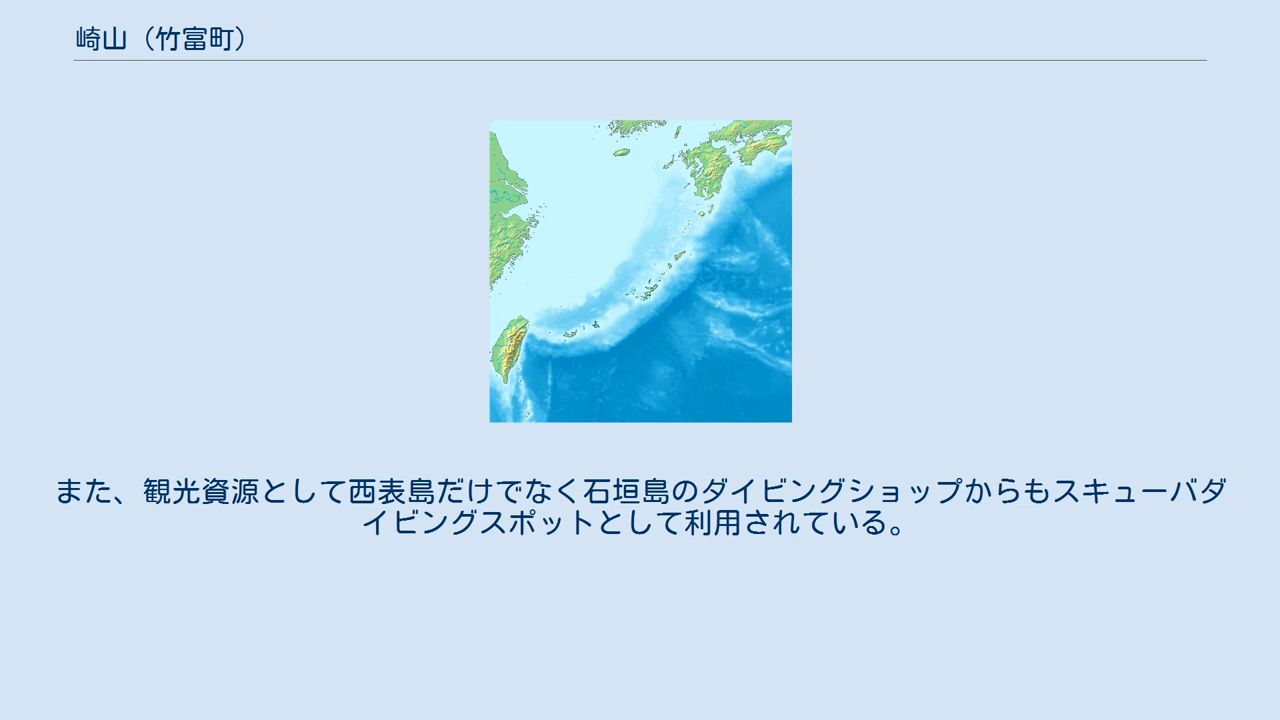 崎山（竹富町）
また、観光資源として西表島だけでなく石垣島のダイビングショップからもスキューバダ
イビングスポットとして利用されている。